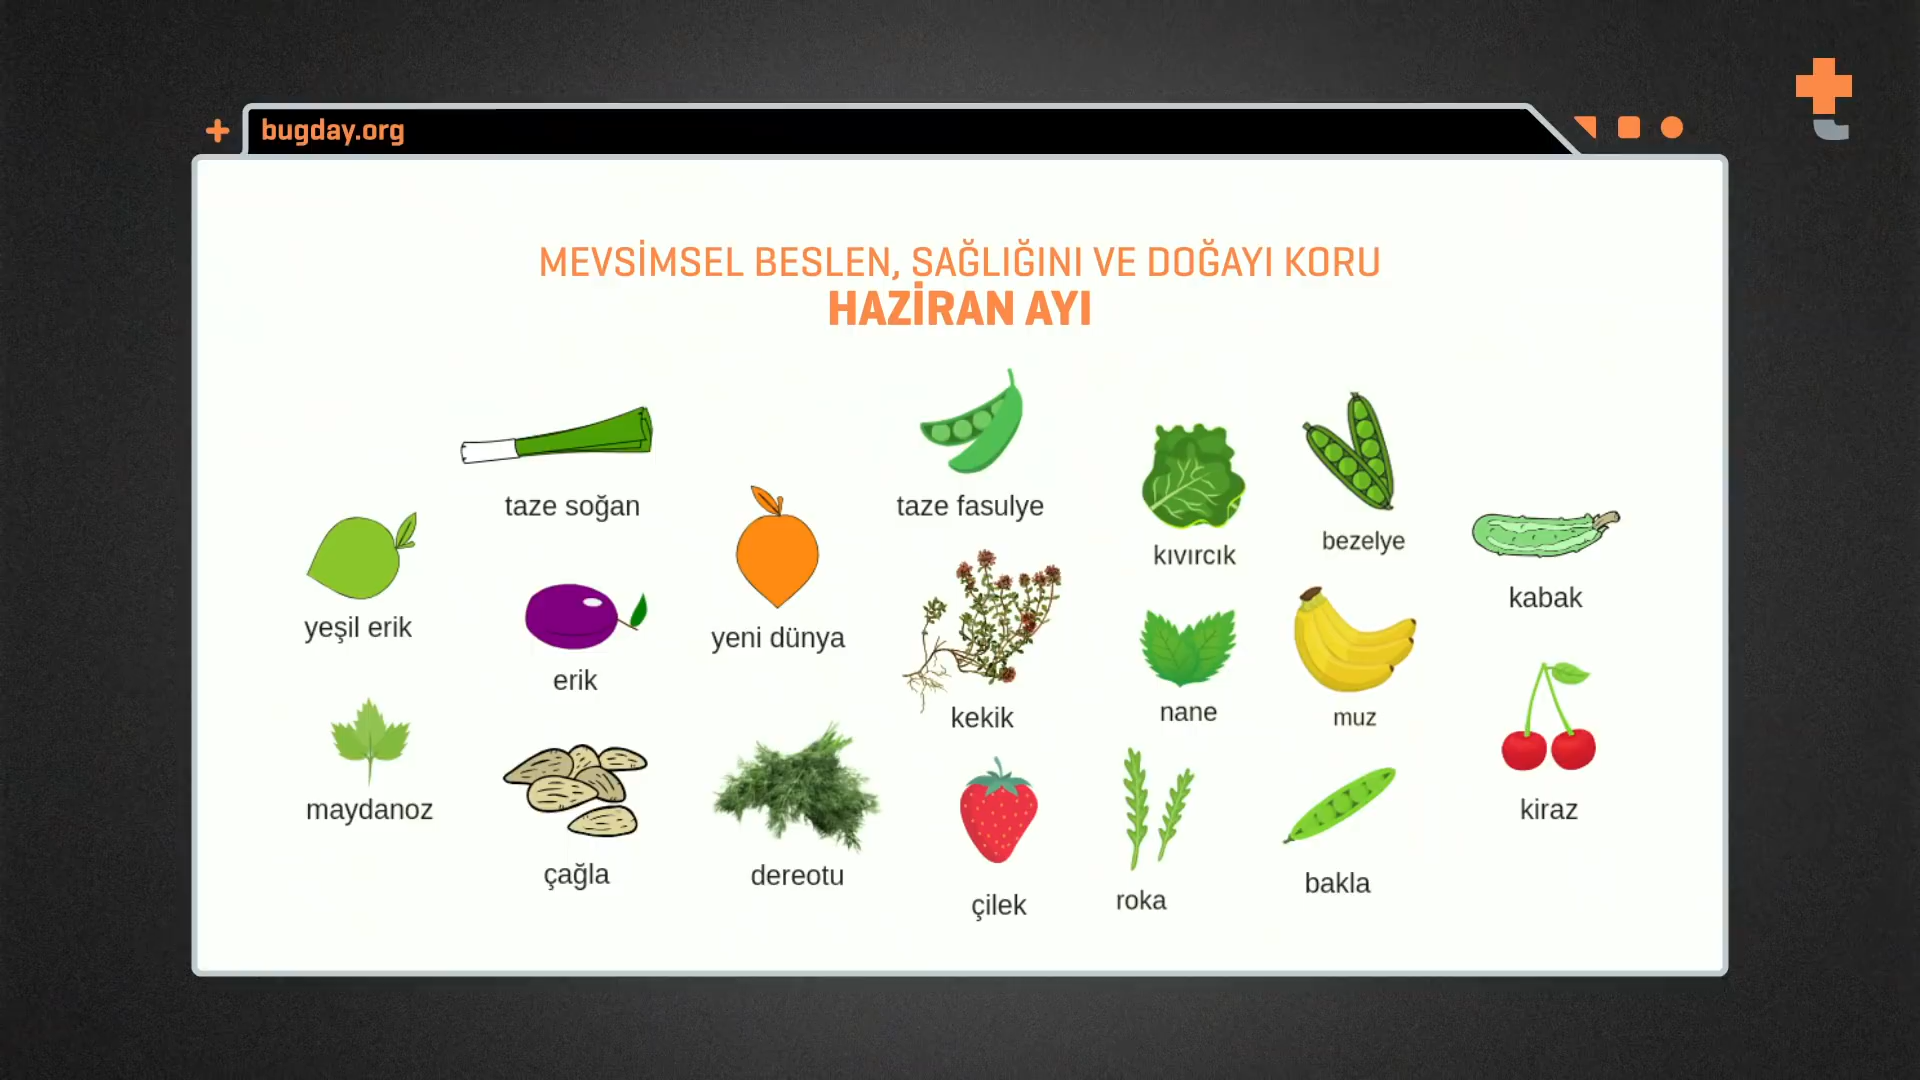 bugday.org
MEVSİMSEL BESLEN, SAĞLIĞINI VE DOĞAYI KORU
HAZİRAN AYI
taze soğan
taze fasulye
kıvırcık
bezelye
kabak
yeşil erik
erik
yeni dünya
kekik
nane
muz
maydanoz
çağla
dereotu
çilek
roka
bakla
kiraz